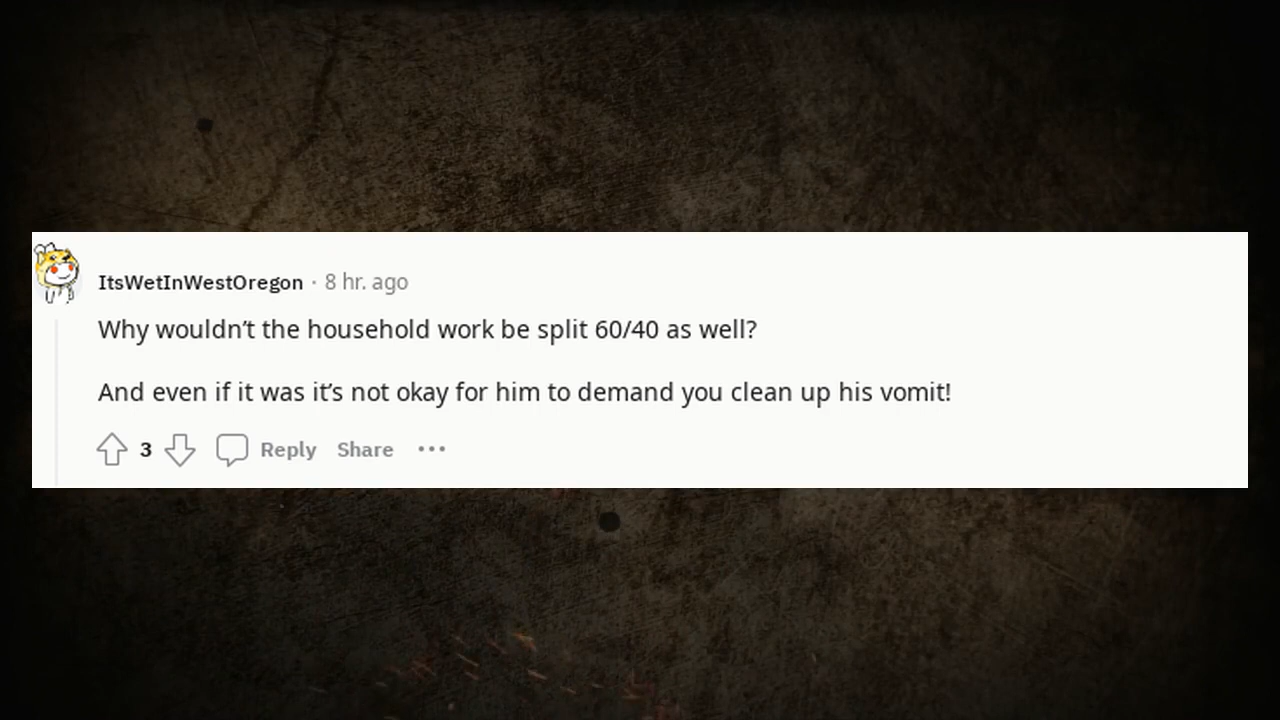 ItsWetInWestOregon · 8 hr. ago
Why wouldn’t the household work be split 60/40 as well?
And even if it was it’s not okay for him to demand you clean up his vomit!
3 Reply Share •••